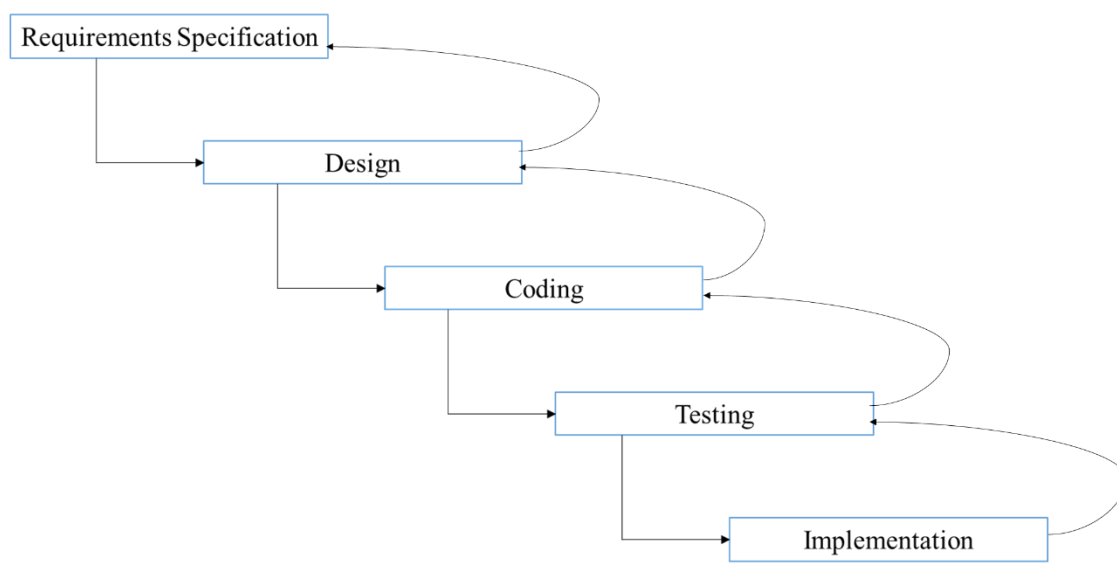 Requirements Specification
Design
Coding
Testing
Implementation